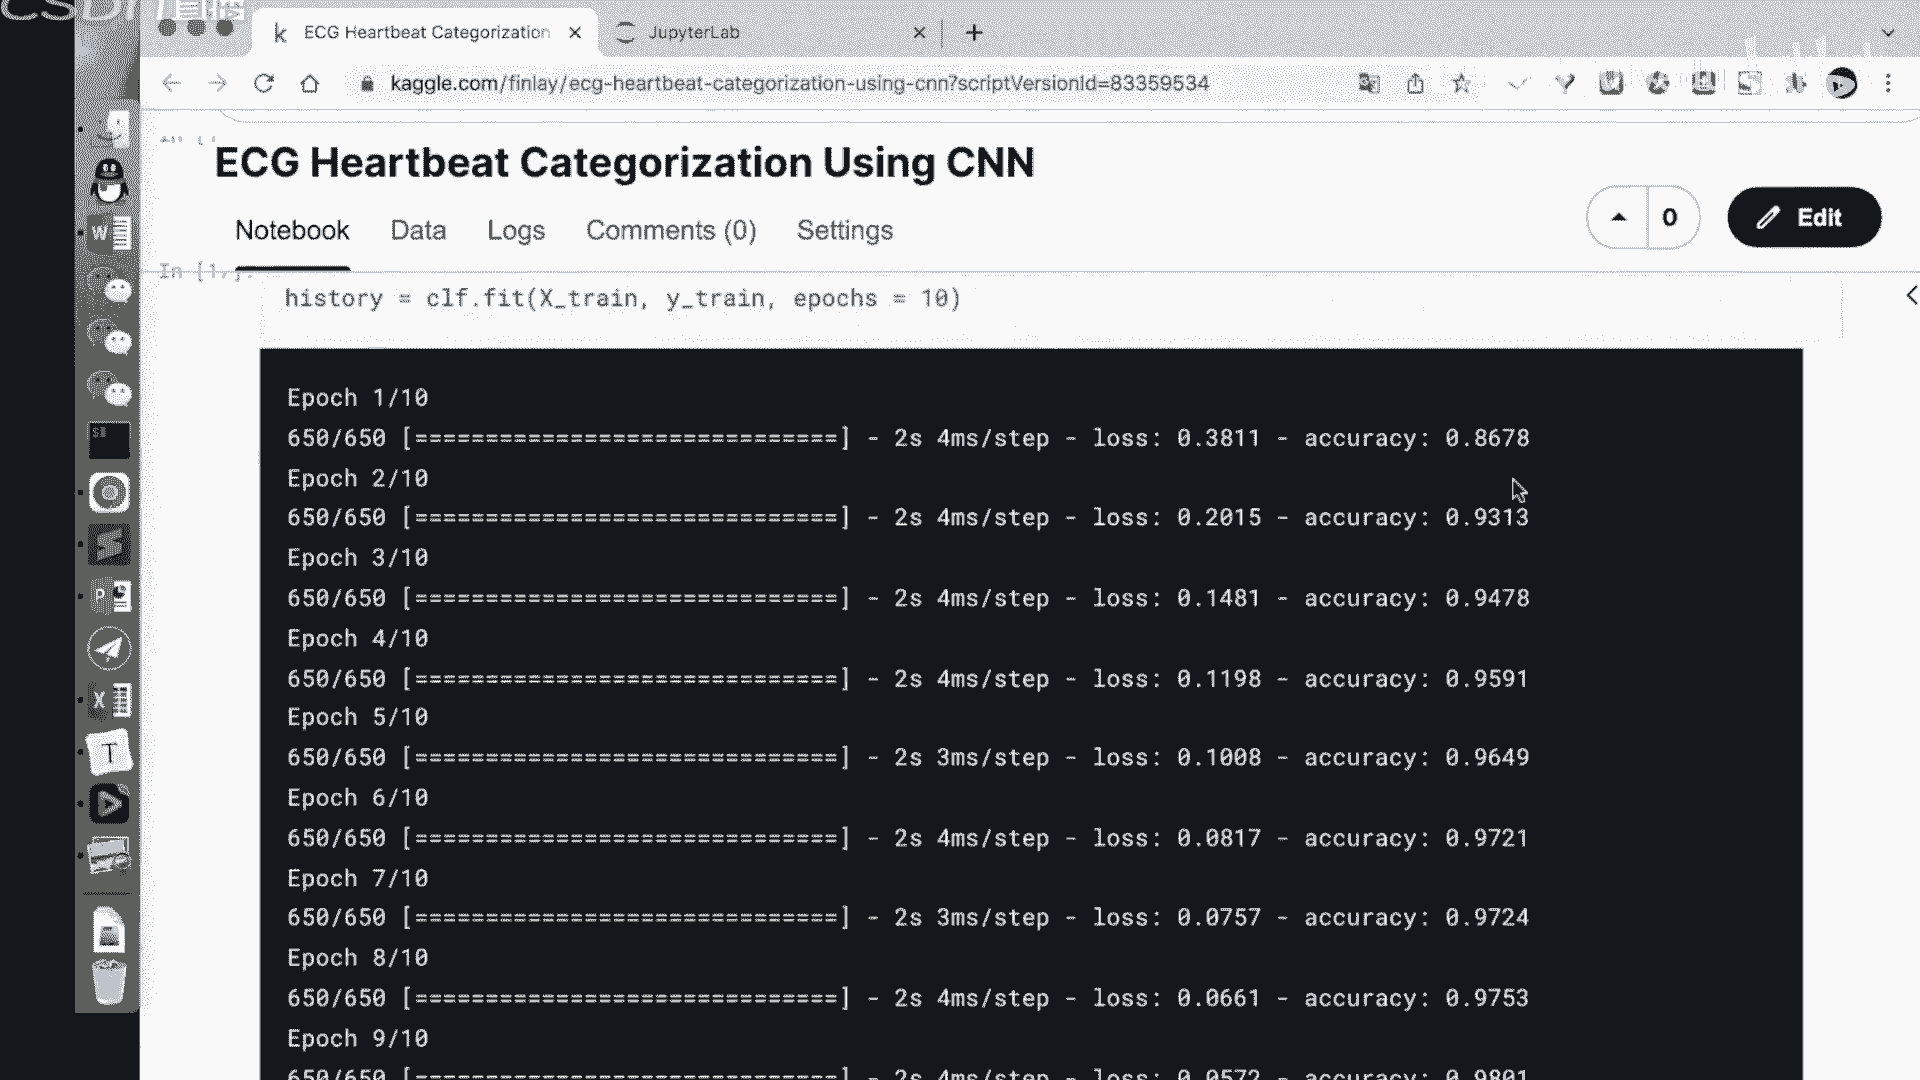 CSDN直播
ECG Heartbeat Categorization
JupyterLab
kaggle.com/finlay/ecg-heartbeat-categorization-using-cnn?scriptVersionId=83359534
ECG Heartbeat Categorization Using CNN
Notebook Data Logs Comments (0) Settings
0
Edit
history = clf.fit(X_train, y_train, epochs = 10)
Epoch 1/10
650/650 [==============================] - 2s 4ms/step - loss: 0.3811 - accuracy: 0.8678
Epoch 2/10
650/650 [==============================] - 2s 4ms/step - loss: 0.2015 - accuracy: 0.9313
Epoch 3/10
650/650 [==============================] - 2s 4ms/step - loss: 0.1481 - accuracy: 0.9478
Epoch 4/10
650/650 [==============================] - 2s 4ms/step - loss: 0.1198 - accuracy: 0.9591
Epoch 5/10
650/650 [==============================] - 2s 3ms/step - loss: 0.1008 - accuracy: 0.9649
Epoch 6/10
650/650 [==============================] - 2s 4ms/step - loss: 0.0817 - accuracy: 0.9721
Epoch 7/10
650/650 [==============================] - 2s 3ms/step - loss: 0.0757 - accuracy: 0.9724
Epoch 8/10
650/650 [==============================] - 2s 4ms/step - loss: 0.0661 - accuracy: 0.9753
Epoch 9/10
650/650 [==============================] - 2s 4ms/step - loss: 0.0572 - accuracy: 0.9801